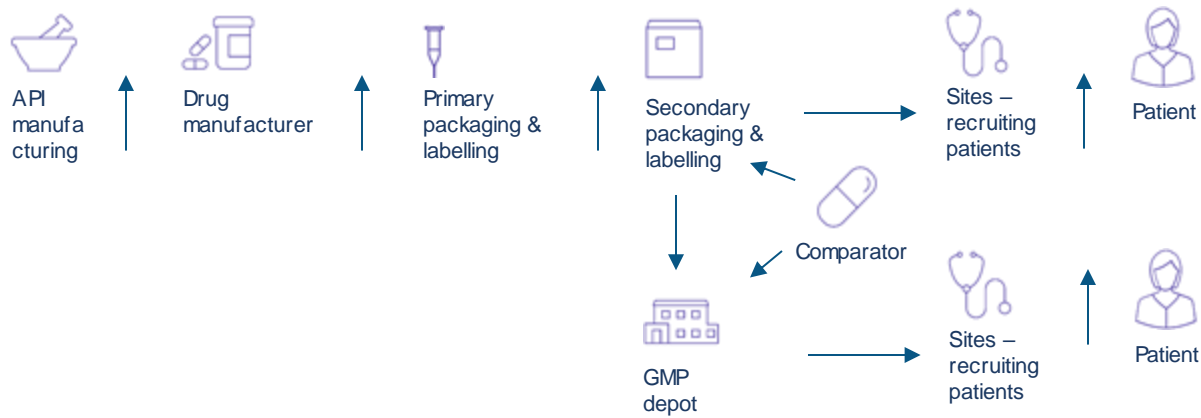 API
manufa
cturing
Drug
manufacturer
Primary
packaging &
labelling
Secondary
packaging &
labelling
Sites –
recruiting
patients
Patient
Comparator
GMP
depot
Sites –
recruiting
patients
Patient